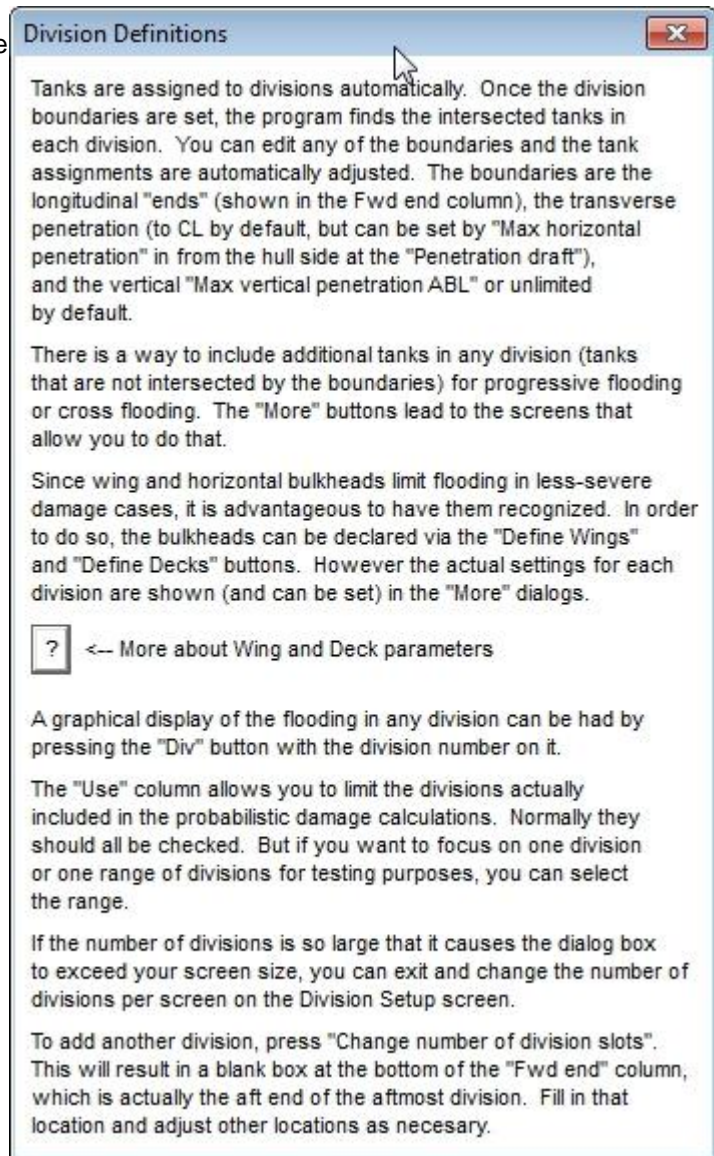 e
Division Definitions
Tanks are assigned to divisions automatically. Once the division
boundaries are set, the program finds the intersected tanks in
each division. You can edit any of the boundaries and the tank
assignments are automatically adjusted. The boundaries are the
longitudinal "ends" (shown in the Fwd end column), the transverse
penetration (to CL by default, but can be set by "Max horizontal
penetration" in from the hull side at the "Penetration draft"),
and the vertical "Max vertical penetration ABL" or unlimited
by default.
There is a way to include additional tanks in any division (tanks
that are not intersected by the boundaries) for progressive flooding
or cross flooding. The "More" buttons lead to the screens that
allow you to do that.
Since wing and horizontal bulkheads limit flooding in less-severe
damage cases, it is advantageous to have them recognized. In order
to do so, the bulkheads can be declared via the "Define Wings"
and "Define Decks" buttons. However the actual settings for each
division are shown (and can be set) in the "More" dialogs.
? <-- More about Wing and Deck parameters
A graphical display of the flooding in any division can be had by
pressing the "Div" button with the division number on it.
The "Use" column allows you to limit the divisions actually
included in the probabilistic damage calculations. Normally they
should all be checked. But if you want to focus on one division
or one range of divisions for testing purposes, you can select
the range.
If the number of divisions is so large that it causes the dialog box
to exceed your screen size, you can exit and change the number of
divisions per screen on the Division Setup screen.
To add another division, press "Change number of division slots".
This will result in a blank box at the bottom of the "Fwd end" column,
which is actually the aft end of the aftmost division. Fill in that
location and adjust other locations as necesary.